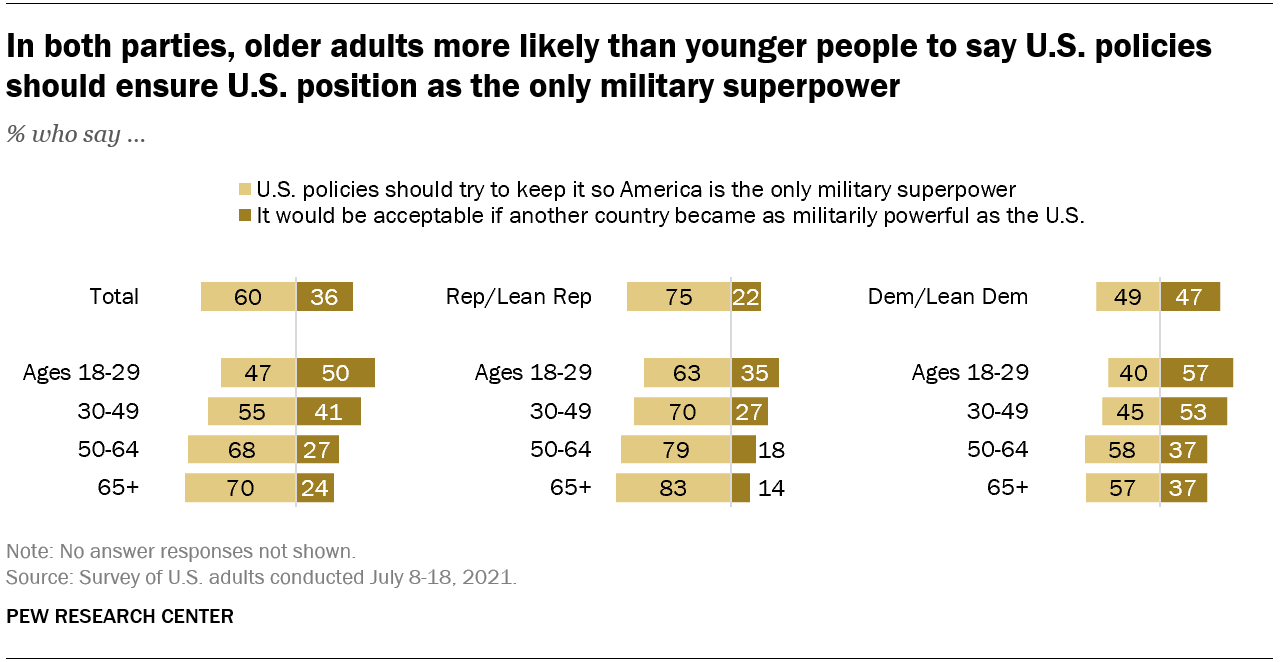 In both parties, older adults more likely than younger people to say U.S. policies
should ensure U.S. position as the only military superpower
% who say ...
U.S. policies should try to keep it so America is the only military superpower
It would be acceptable if another country became as militarily powerful as the U.S.
Total 60 36 Rep/Lean Rep 75 22 Dem/Lean Dem 49 47
Ages 18-29 47 50 Ages 18-29 63 35 Ages 18-29 40 57
30-49 55 41 30-49 70 27 30-49 45 53
50-64 68 27 50-64 79 18 50-64 58 37
65+ 70 24 65+ 83 14 65+ 57 37
Note: No answer responses not shown.
Source: Survey of U.S. adults conducted July 8-18, 2021.
PEW RESEARCH CENTER